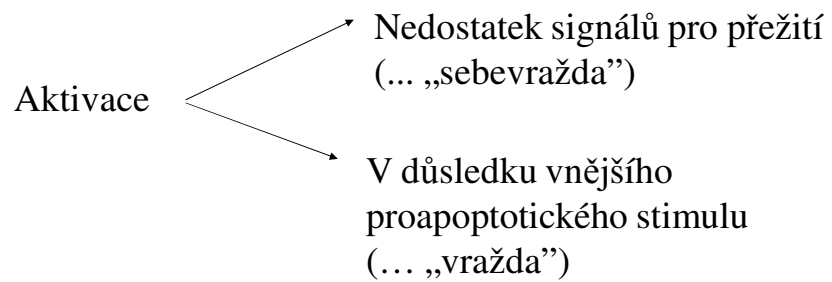 Nedostatek signálů pro přežití
(... „sebevražda”)
Aktivace
V důsledku vnějšího
proapoptotického stimulu
(… „vražda”)